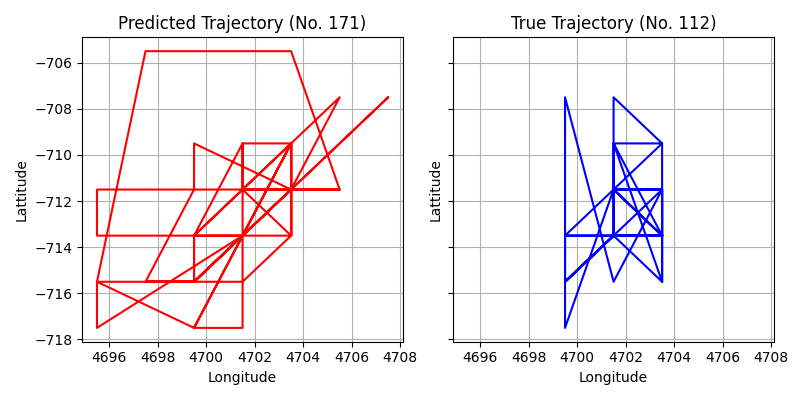 Predicted Trajectory (No. 171)
True Trajectory (No. 112)
Lattitude
−706
−708
−710
−712
−714
−716
−718
4696 4698 4700 4702 4704 4706 4708
Longitude
Lattitude
4696 4698 4700 4702 4704 4706 4708
Longitude